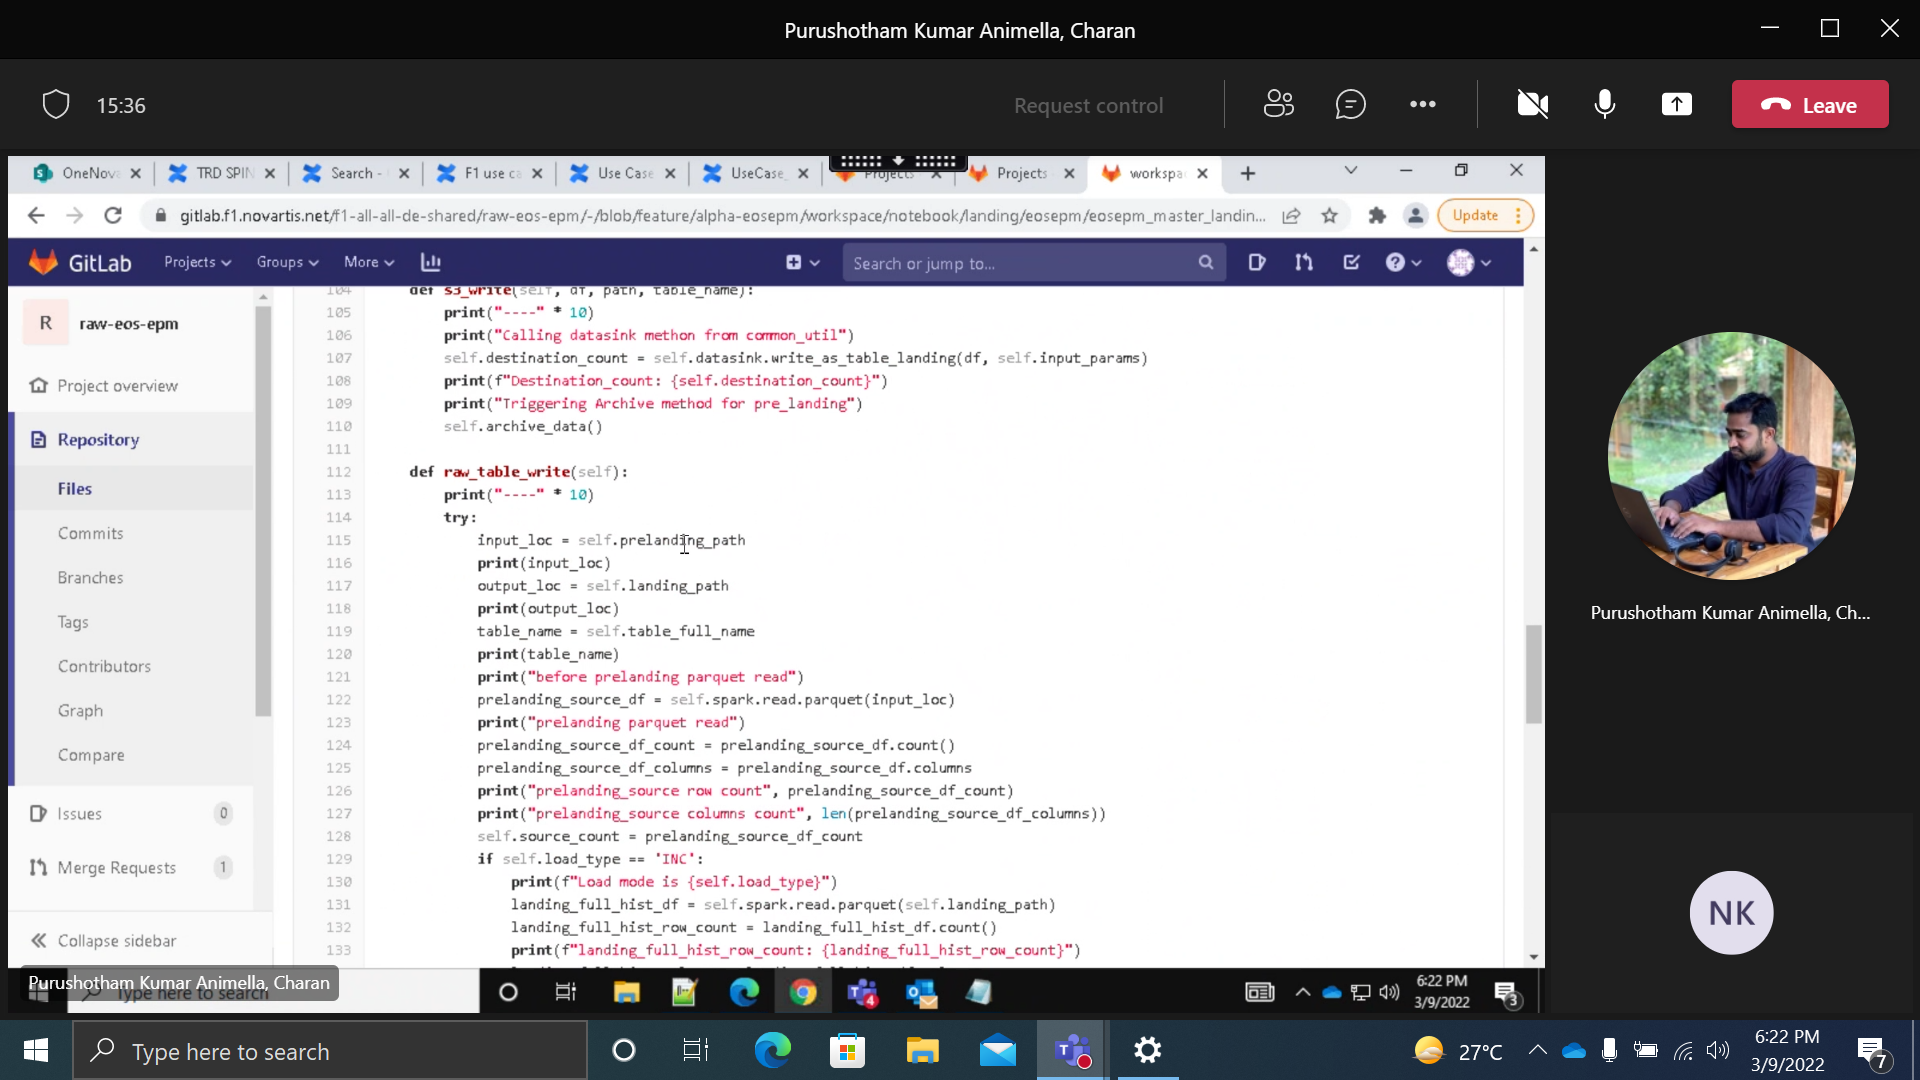 Purushotham Kumar Animella, Charan
15:36
Request control
Leave
OneNova
TRD SPIN
Search -
F1 use ca
Use Case
UseCase_
Projects
Projects
workspa
gitlab.f1.novartis.net/f1-all-all-de-shared/raw-eos-epm/-/blob/feature/alpha-eosepm/workspace/notebook/landing/eosepm/eosepm_master_landin...
Update
GitLab
Projects
Groups
More
Search or jump to...
R
raw-eos-epm
Project overview
Repository
Files
Commits
Branches
Tags
Contributors
Graph
Compare
Issues 0
Merge Requests 1
Collapse sidebar
104 def s3_write(self, df, path, table_name):
105 print("----" * 10)
106 print("Calling datasink methon from common_util")
107 self.destination_count = self.datasink.write_as_table_landing(df, self.input_params)
108 print(f"Destination_count: {self.destination_count}")
109 print("Triggering Archive method for pre_landing")
110 self.archive_data()
111
112 def raw_table_write(self):
113 print("----" * 10)
114 try:
115 input_loc = self.prelanding_path
116 print(input_loc)
117 output_loc = self.landing_path
118 print(output_loc)
119 table_name = self.table_full_name
120 print(table_name)
121 print("before prelanding parquet read")
122 prelanding_source_df = self.spark.read.parquet(input_loc)
123 print("prelanding parquet read")
124 prelanding_source_df_count = prelanding_source_df.count()
125 prelanding_source_df_columns = prelanding_source_df.columns
126 print("prelanding_source row count", prelanding_source_df_count)
127 print("prelanding_source columns count", len(prelanding_source_df_columns))
128 self.source_count = prelanding_source_df_count
129 if self.load_type == 'INC':
130 print(f"Load mode is {self.load_type}")
131 landing_full_hist_df = self.spark.read.parquet(self.landing_path)
132 landing_full_hist_row_count = landing_full_hist_df.count()
133 print(f"landing_full_hist_row_count: {landing_full_hist_row_count}")
Purushotham Kumar Animella, Ch...
NK
Purushotham Kumar Animella, Charan
Type here to search
4
6:22 PM
3/9/2022
3
Type here to search
27°C
6:22 PM
3/9/2022
7